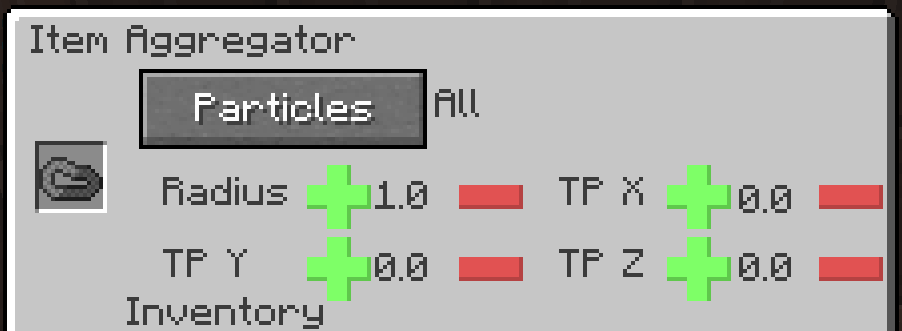 Item Aggregator
Particles All
Radius 1.0 TP X 0.0
TP Y 0.0 TP Z 0.0
Inventory